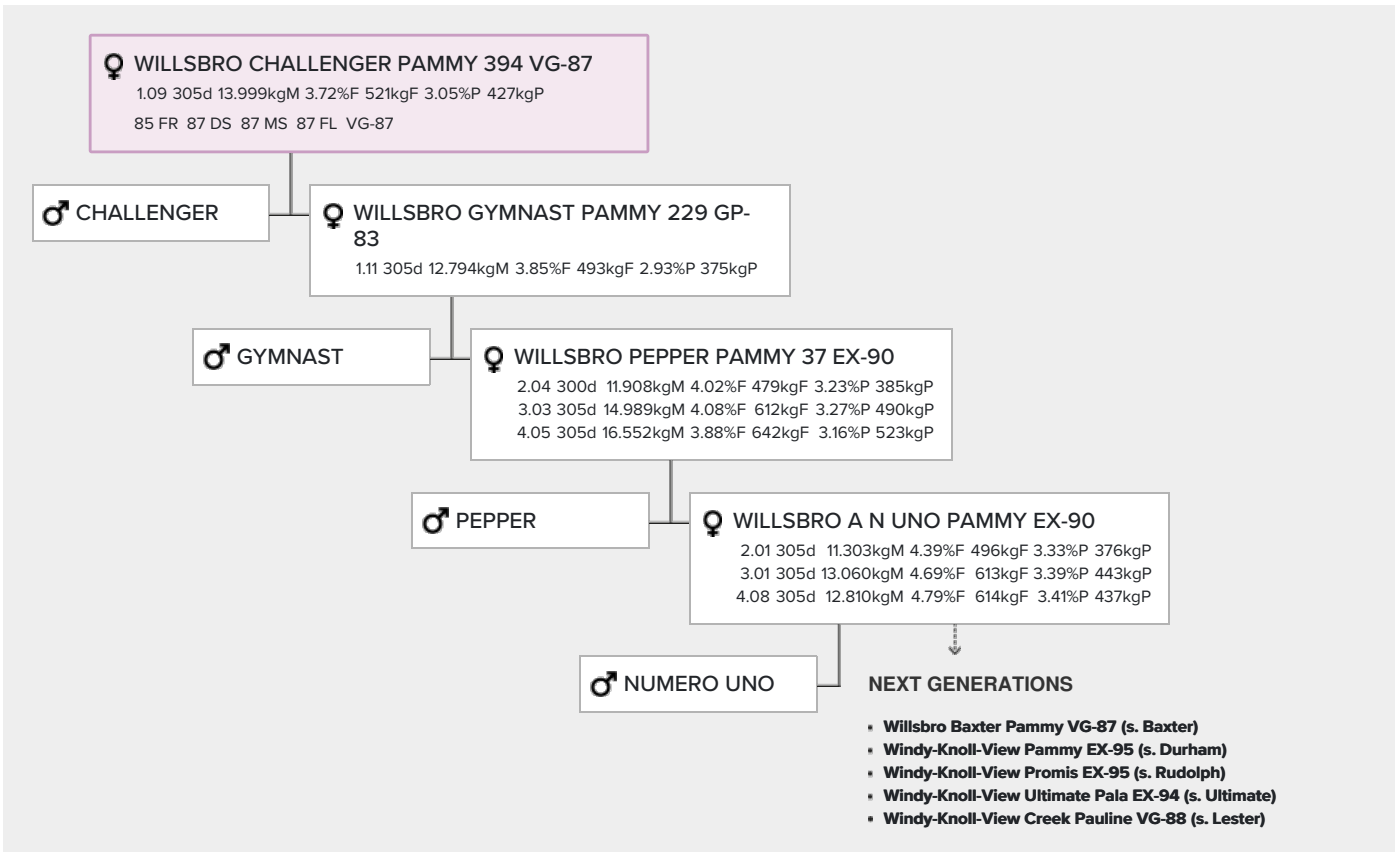 WILLSBRO CHALLENGER PAMMY 394 VG-87
1.09 305d 13.999kgM 3.72%F 521kgF 3.05%P 427kgP
85 FR 87 DS 87 MS 87 FL VG-87
CHALLENGER
WILLSBRO GYMNAST PAMMY 229 GP-
83
1.11 305d 12.794kgM 3.85%F 493kgF 2.93%P 375kgP
GYMNAST
WILLSBRO PEPPER PAMMY 37 EX-90
2.04 300d 11.908kgM 4.02%F 479kgF 3.23%P 385kgP
3.03 305d 14.989kgM 4.08%F 612kgF 3.27%P 490kgP
4.05 305d 16.552kgM 3.88%F 642kgF 3.16%P 523kgP
PEPPER
WILLSBRO A N UNO PAMMY EX-90
2.01 305d 11.303kgM 4.39%F 496kgF 3.33%P 376kgP
3.01 305d 13.060kgM 4.69%F 613kgF 3.39%P 443kgP
4.08 305d 12.810kgM 4.79%F 614kgF 3.41%P 437kgP
NUMERO UNO
NEXT GENERATIONS
Willsbro Baxter Pammy VG-87 (s. Baxter)
Windy-Knoll-View Pammy EX-95 (s. Durham)
Windy-Knoll-View Promis EX-95 (s. Rudolph)
Windy-Knoll-View Ultimate Pala EX-94 (s. Ultimate)
Windy-Knoll-View Creek Pauline VG-88 (s. Lester)